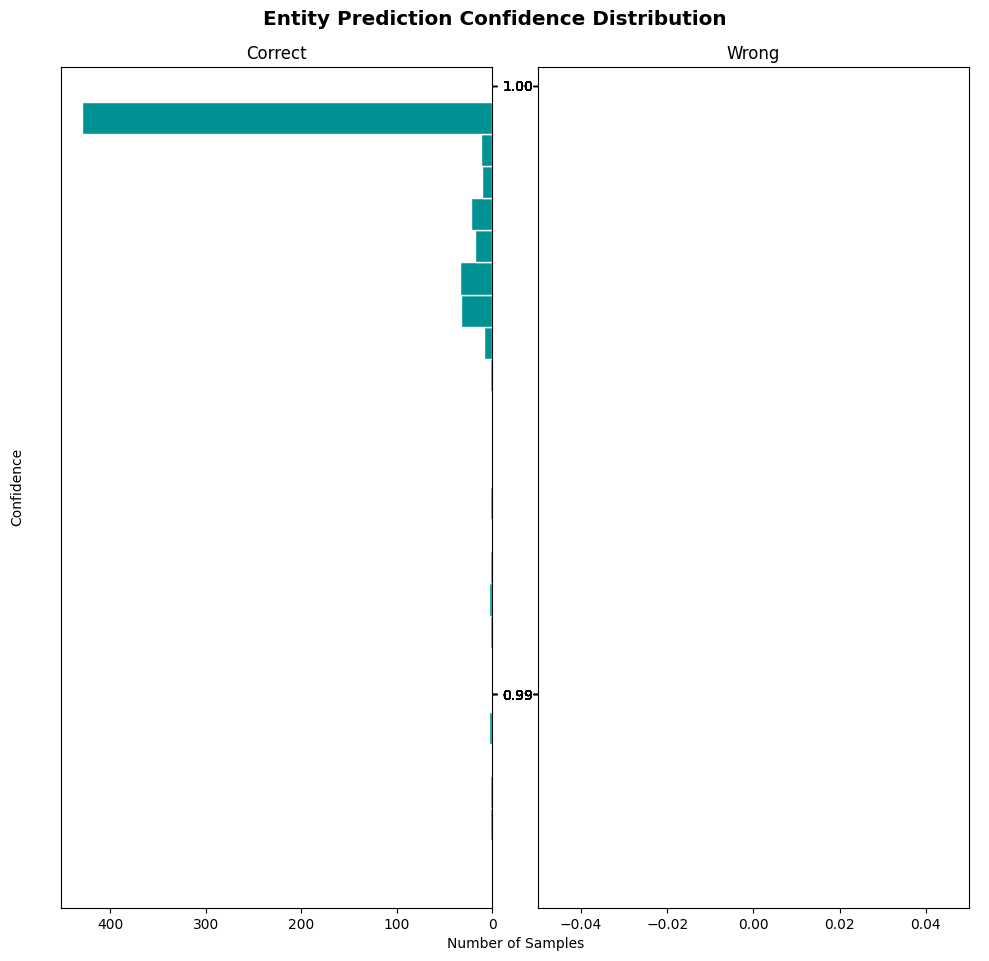 Entity Prediction Confidence Distribution
Correct
Wrong
1.00
Confidence
0.99
400 300 200 100 0
−0.04 −0.02 0.00 0.02 0.04
Number of Samples